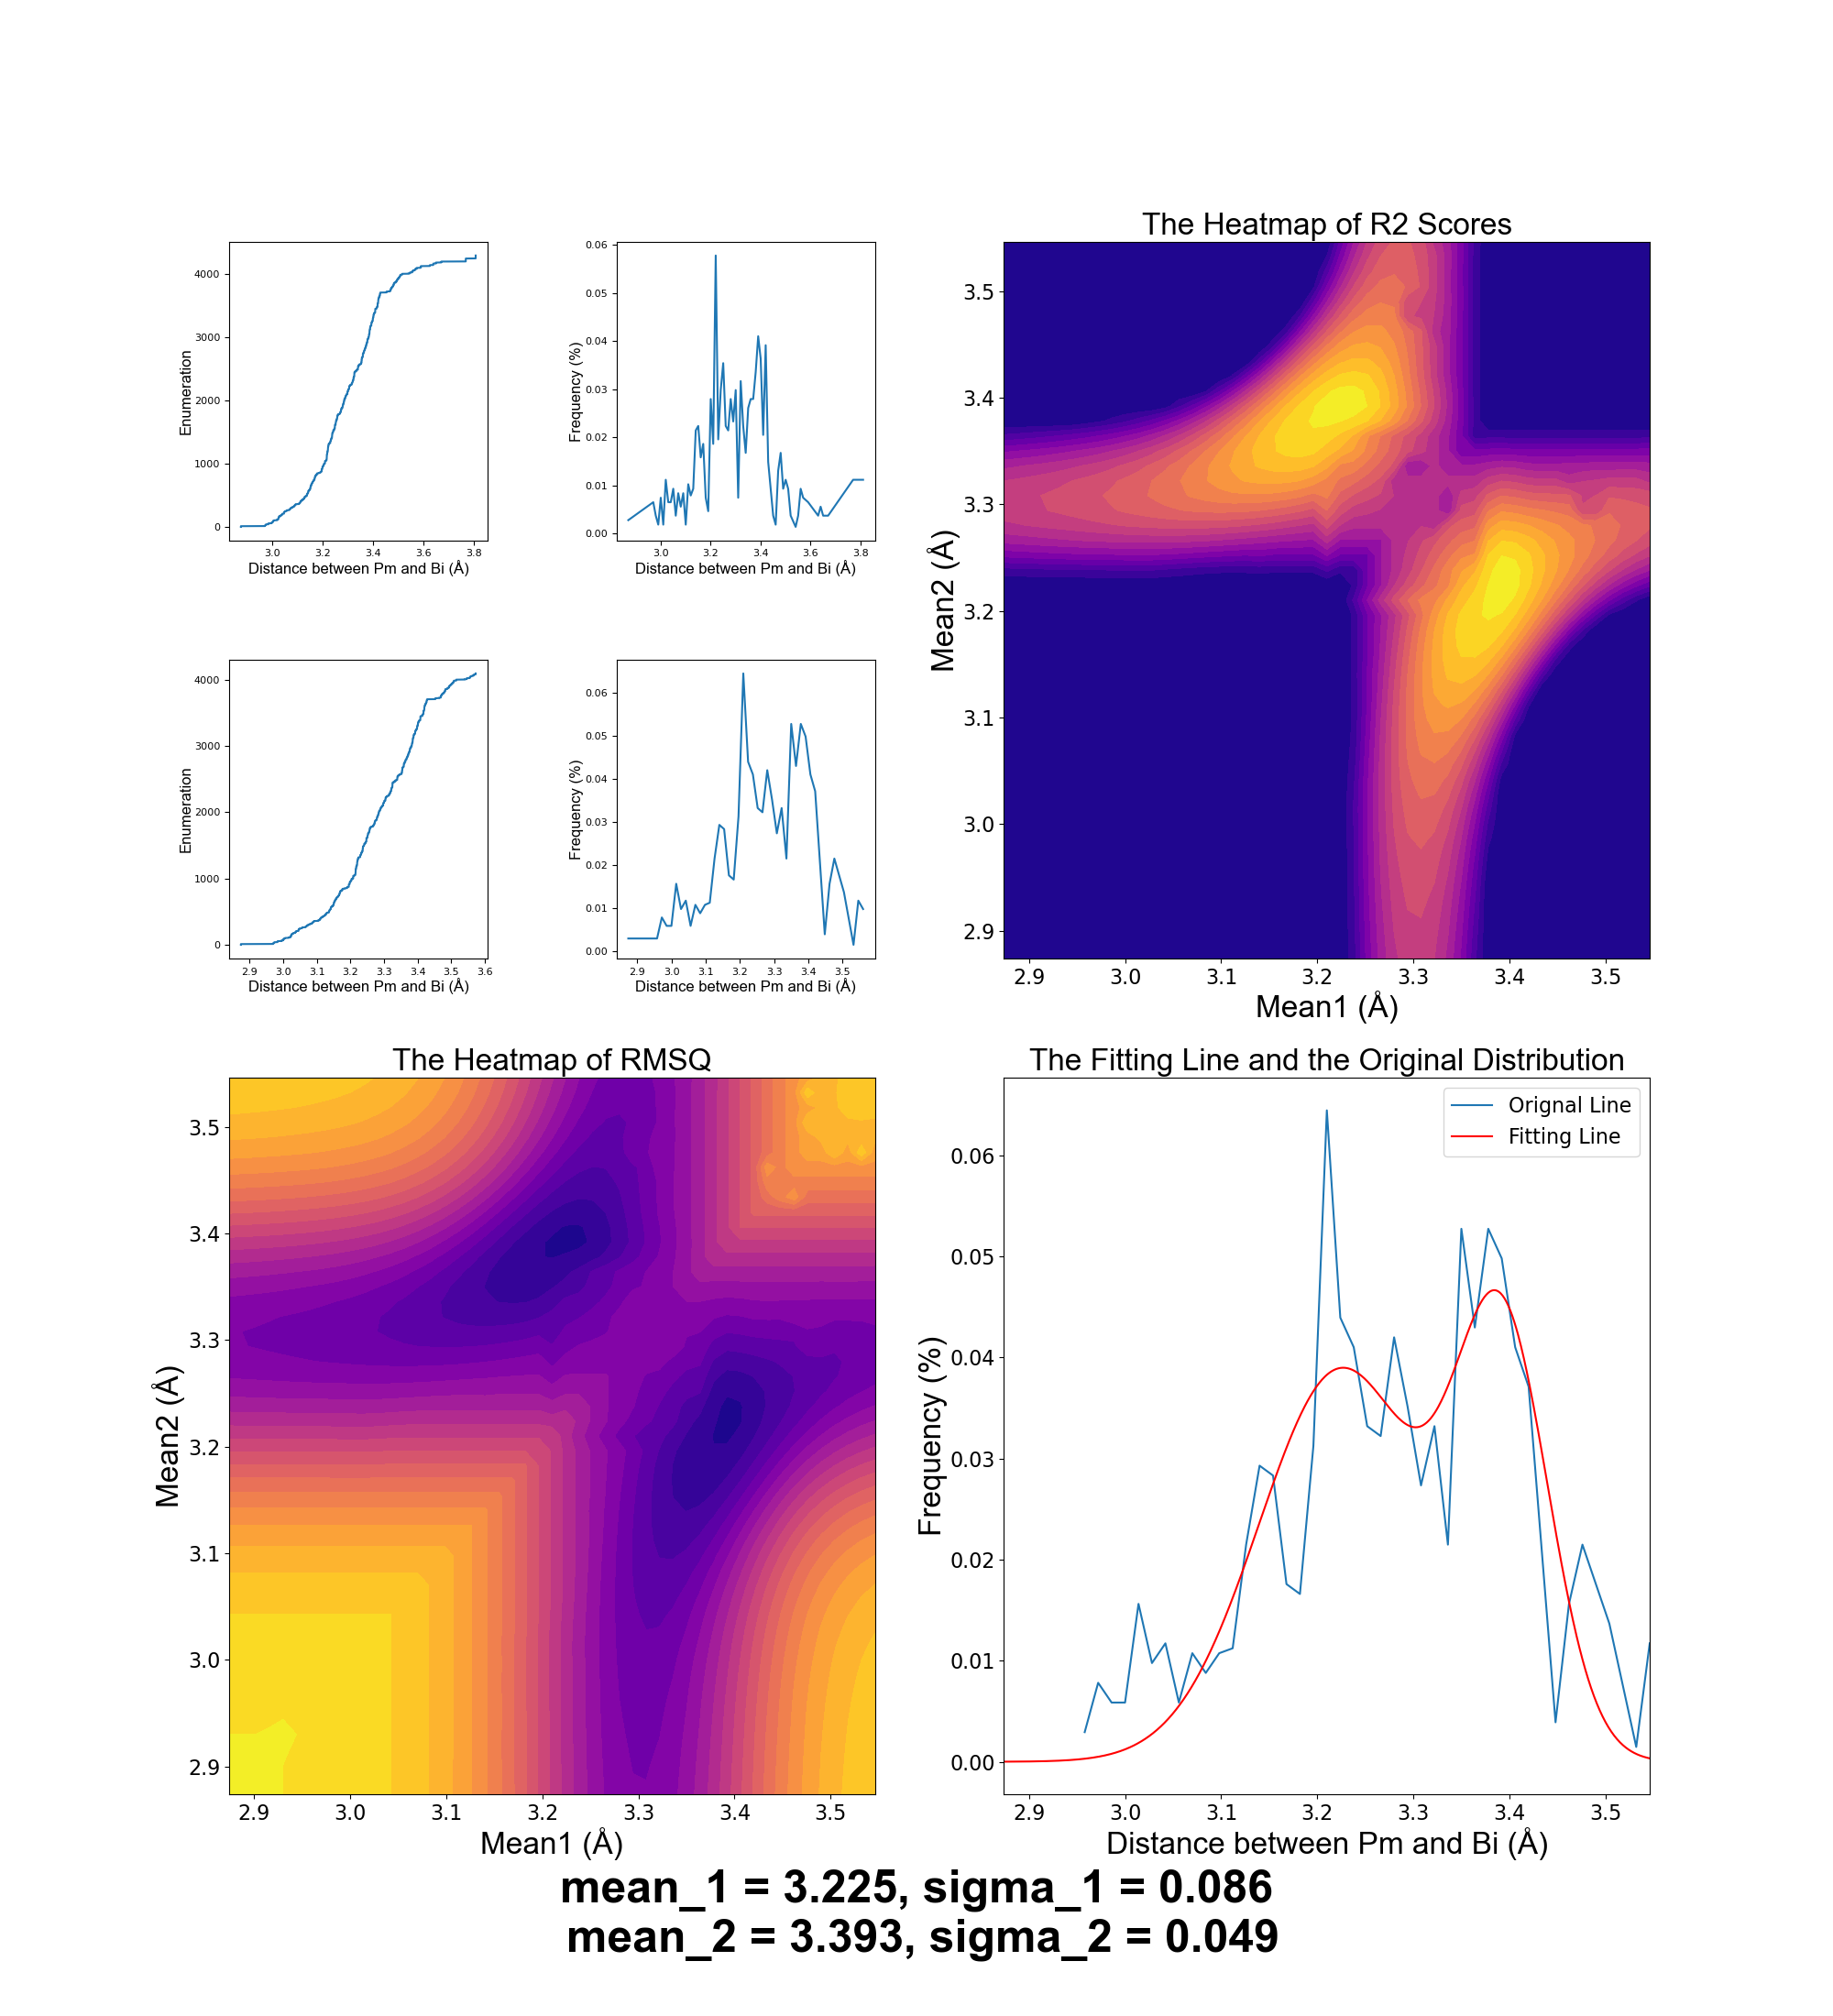 The Heatmap of R2 Scores
0.06
4000
0.05
3.5
3000
0.04
Enumeration
Frequency (%)
3.4
0.03
2000
0.02
1000
0.01
3.3
0
0.00
3.0 3.2 3.4 3.6 3.8
3.0 3.2 3.4 3.6 3.8
Distance between Pm and Bi (Å)
Distance between Pm and Bi (Å)
Mean2 (Å)
3.2
4000
0.06
3.1
0.05
3000
0.04
Enumeration
Frequency (%)
3.0
2000
0.03
0.02
1000
0.01
2.9
0
0.00
2.9 3.0 3.1 3.2 3.3 3.4 3.5 3.6
2.9 3.0 3.1 3.2 3.3 3.4 3.5
2.9 3.0 3.1 3.2 3.3 3.4 3.5
Distance between Pm and Bi (Å)
Distance between Pm and Bi (Å)
Mean1 (Å)
The Heatmap of RMSQ
The Fitting Line and the Original Distribution
Orignal Line
Fitting Line
3.5
3.4
3.3
3.2
3.1
3.0
2.9
Mean2 (Å)
0.06
0.05
0.04
0.03
0.02
0.01
0.00
Frequency (%)
2.9 3.0 3.1 3.2 3.3 3.4 3.5
2.9 3.0 3.1 3.2 3.3 3.4 3.5
Mean1 (Å)
Distance between Pm and Bi (Å)
mean_1 = 3.225, sigma_1 = 0.086
mean_2 = 3.393, sigma_2 = 0.049